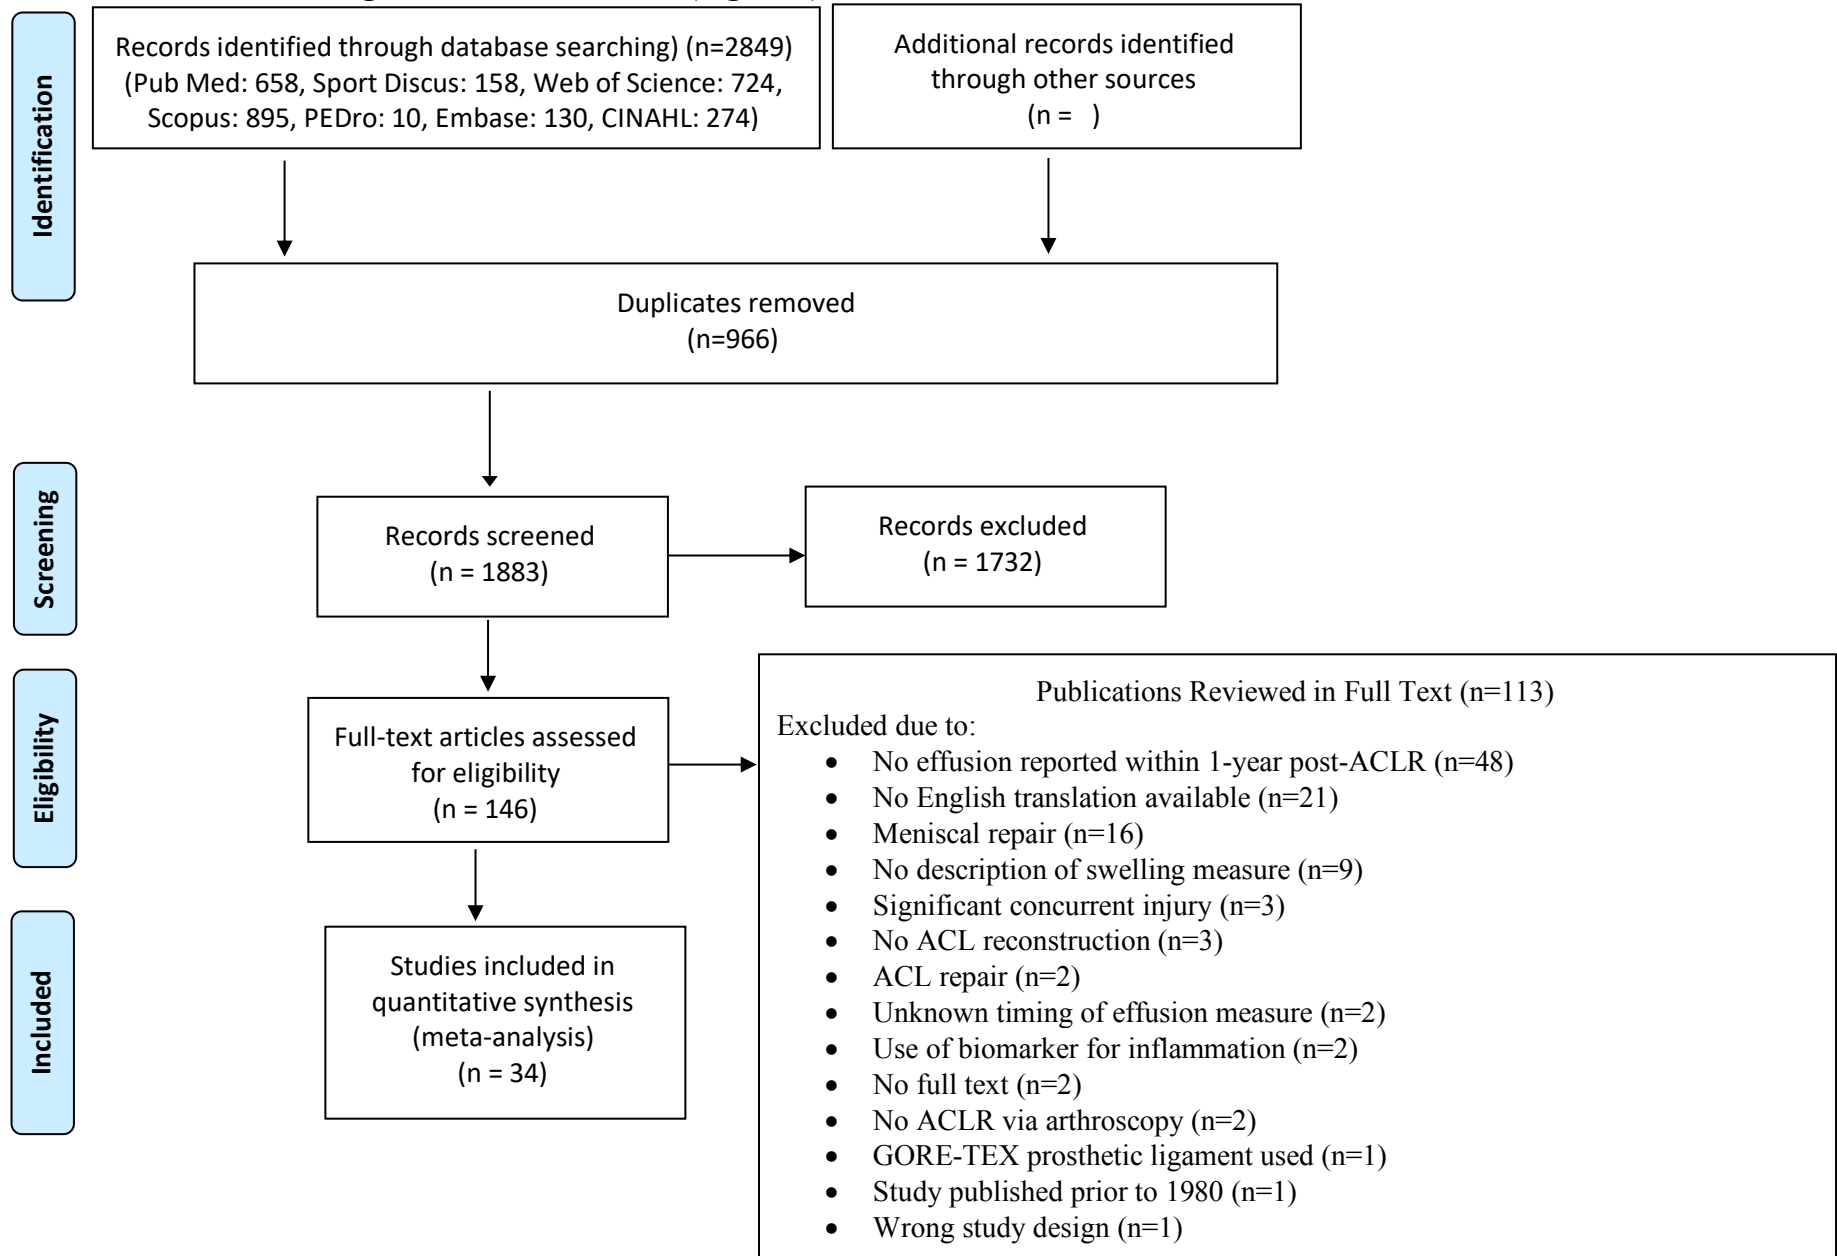 Identification
Records identified through database searching) (n=2849)
(Pub Med: 658, Sport Discus: 158, Web of Science: 724,
Scopus: 895, PEDro: 10, Embase: 130, CINAHL: 274)
Additional records identified
through other sources
(n = )
Duplicates removed
(n=966)
Screening
Records screened
(n = 1883)
Records excluded
(n = 1732)
Eligibility
Full-text articles assessed
for eligibility
(n = 146)
Publications Reviewed in Full Text (n=113)
Excluded due to:
• No effusion reported within 1-year post-ACLR (n=48)
• No English translation available (n=21)
• Meniscal repair (n=16)
• No description of swelling measure (n=9)
• Significant concurrent injury (n=3)
• No ACL reconstruction (n=3)
• ACL repair (n=2)
• Unknown timing of effusion measure (n=2)
• Use of biomarker for inflammation (n=2)
• No full text (n=2)
• No ACLR via arthroscopy (n=2)
• GORE-TEX prosthetic ligament used (n=1)
• Study published prior to 1980 (n=1)
• Wrong study design (n=1)
Included
Studies included in
quantitative synthesis
(meta-analysis)
(n = 34)